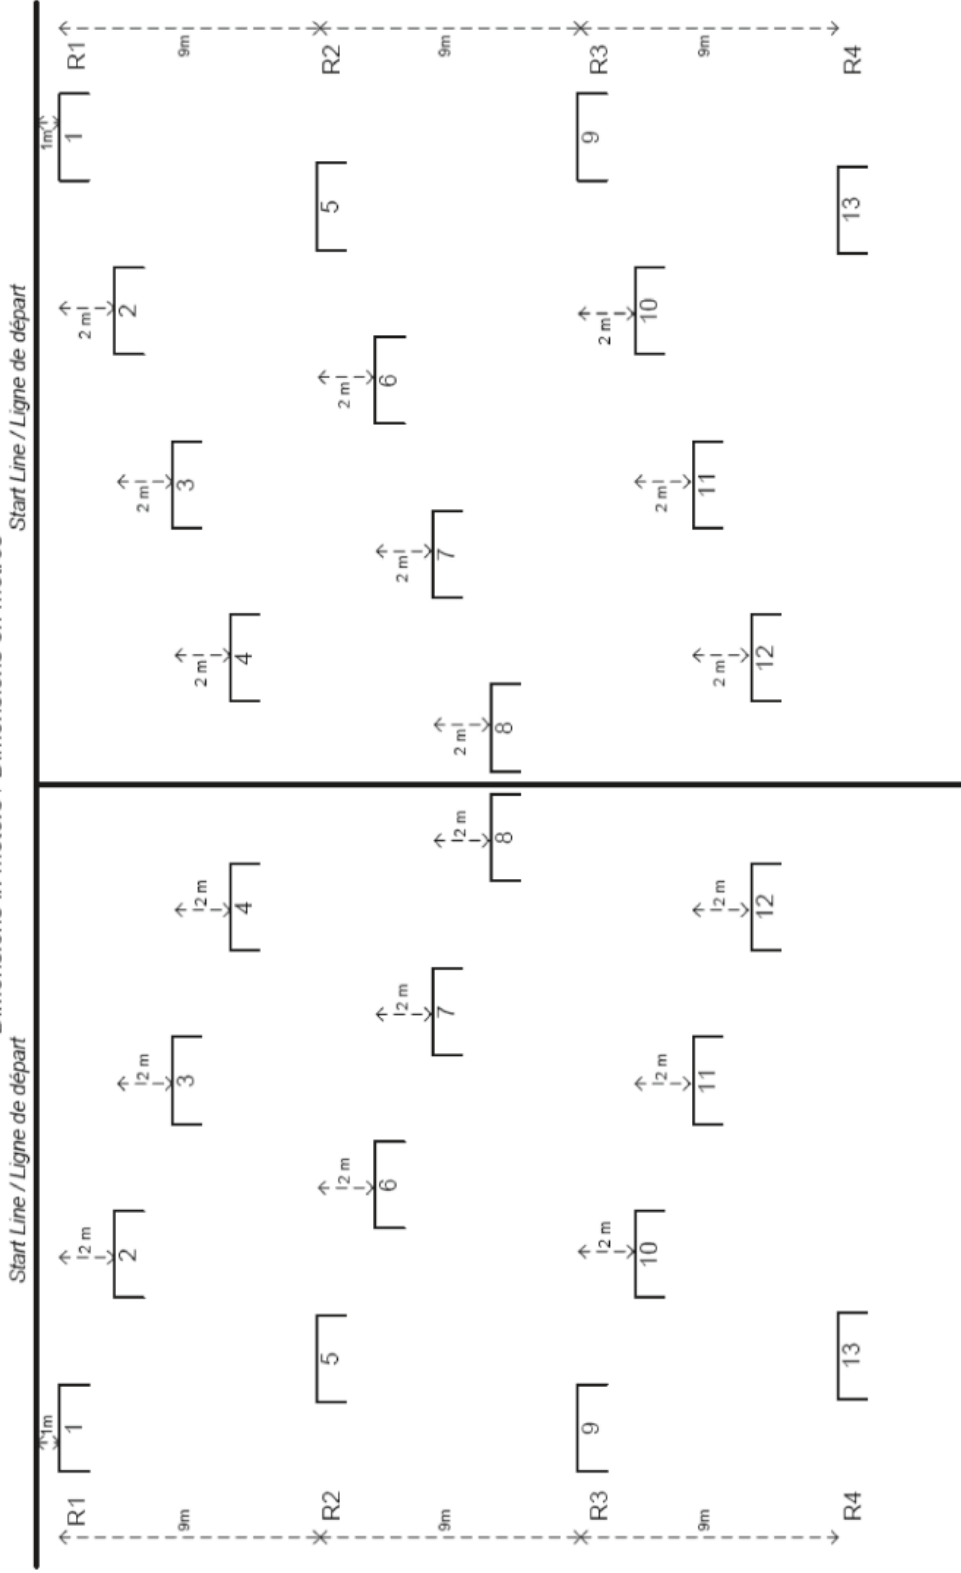 Start Line / Ligne de départ Start Line / Ligne de départ
1m 1m
R1 1 1 R1
2 m 2 m
2 2
2 m 2 m
9m 3 3 9m
2 m 2 m
4 4
R2 5 5 R2
2 m 2 m
6 6
2 m 2 m
9m 7 7 9m
2 m 2 m
8 8
R3 9 9 R3
2 m 2 m
10 10
2 m 2 m
9m 11 11 9m
2 m 2 m
12 12
R4 13 13 R4